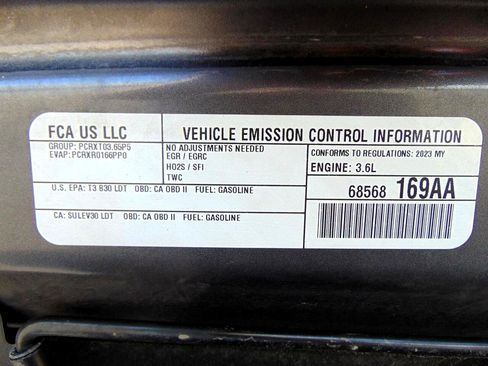 FCA US LLC
VEHICLE EMISSION CONTROL INFORMATION
GROUP: PCRXT03.65P5
EVAP: PCRXR0166PP0
NO ADJUSTMENTS NEEDED
EGR / EGRC
HO2S / SFI
TWC
CONFORMS TO REGULATIONS: 2023 MY
ENGINE: 3.6L
U.S. EPA: T3 B30 LDT OBD: CA OBD II FUEL: GASOLINE
68568 169AA
CA: SULEV30 LDT OBD: CA OBD II FUEL: GASOLINE